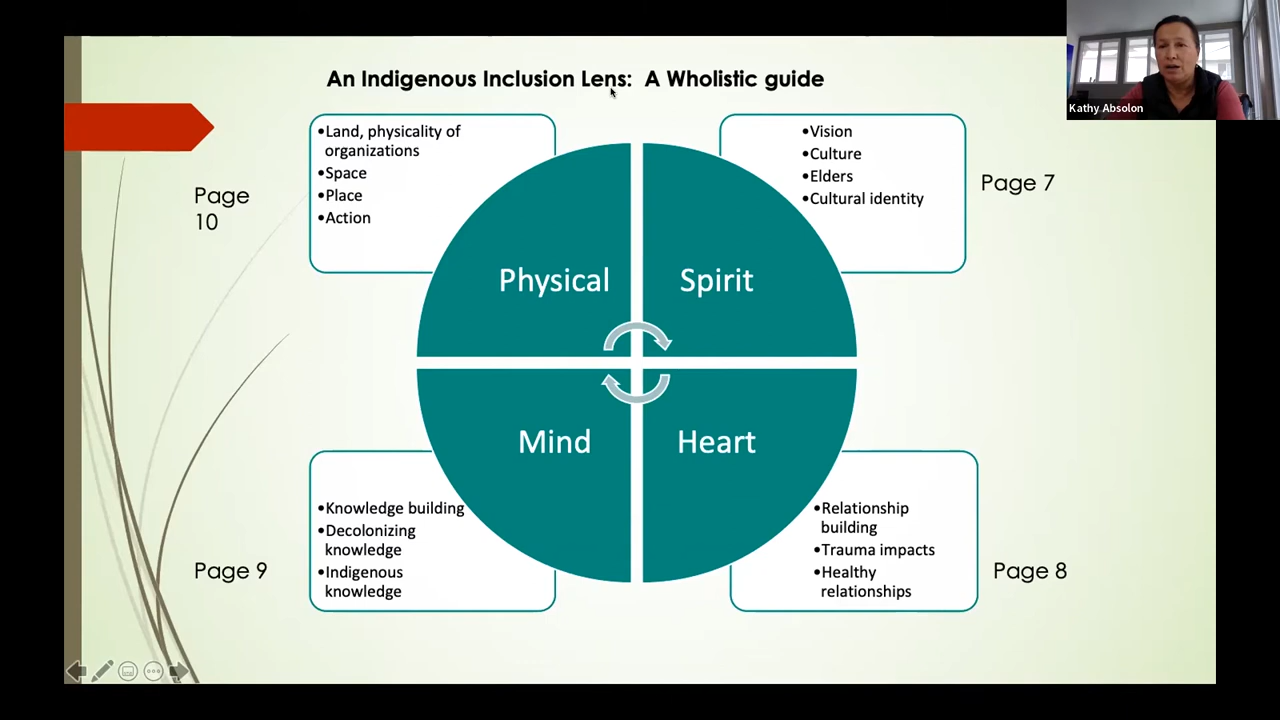 Kathy Absolon
An Indigenous Inclusion Lens:  A Wholistic guide
•Land, physicality of
organizations
•Space
•Place
•Action
Page
10
•Vision
•Culture
•Elders
•Cultural identity
Page 7
Physical
Spirit
Mind
Heart
•Knowledge building
•Decolonizing
knowledge
•Indigenous
knowledge
Page 9
•Relationship
building
•Trauma impacts
•Healthy
relationships
Page 8